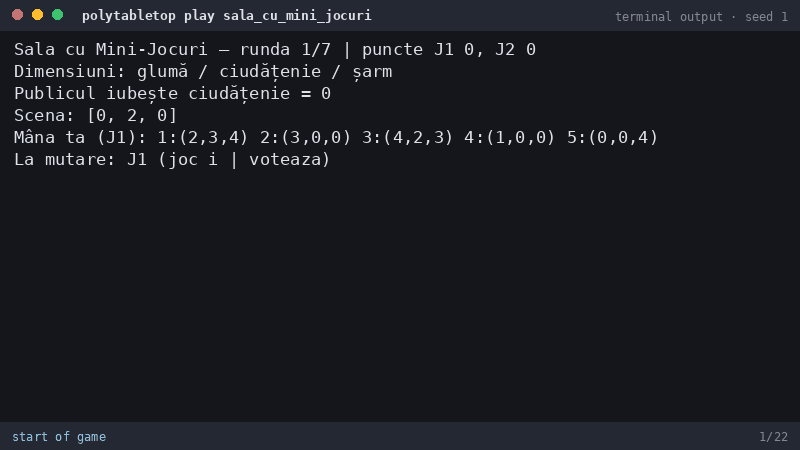 polytabletop play sala_cu_mini_jocuri
terminal output · seed 1
Sala cu Mini-Jocuri — runda 1/7 | puncte J1 0, J2 0
Dimensiuni: glumă / ciudățenie / șarm
Publicul iubește ciudățenie = 0
Scena: [0, 2, 0]
Mâna ta (J1): 1:(2,3,4) 2:(3,0,0) 3:(4,2,3) 4:(1,0,0) 5:(0,0,4)
La mutare: J1 (joc i | voteaza)
start of game
1/22